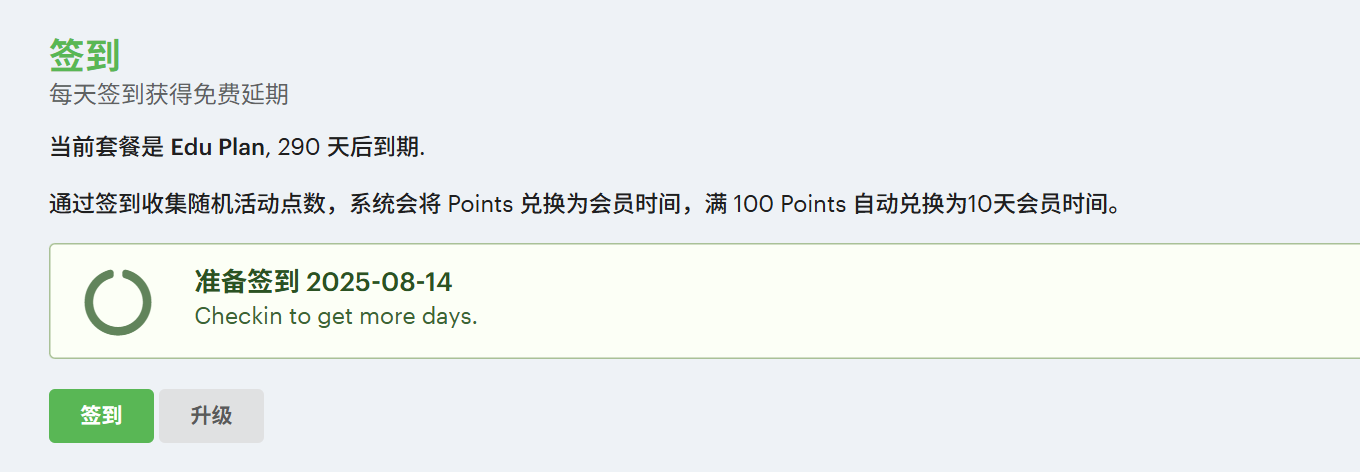 签到
每天签到获得免费延期
当前套餐是 Edu Plan, 290 天后到期.
通过签到收集随机活动点数，系统会将 Points 兑换为会员时间，满 100 Points 自动兑换为10天会员时间。
准备签到 2025-08-14
Checkin to get more days.
签到 升级